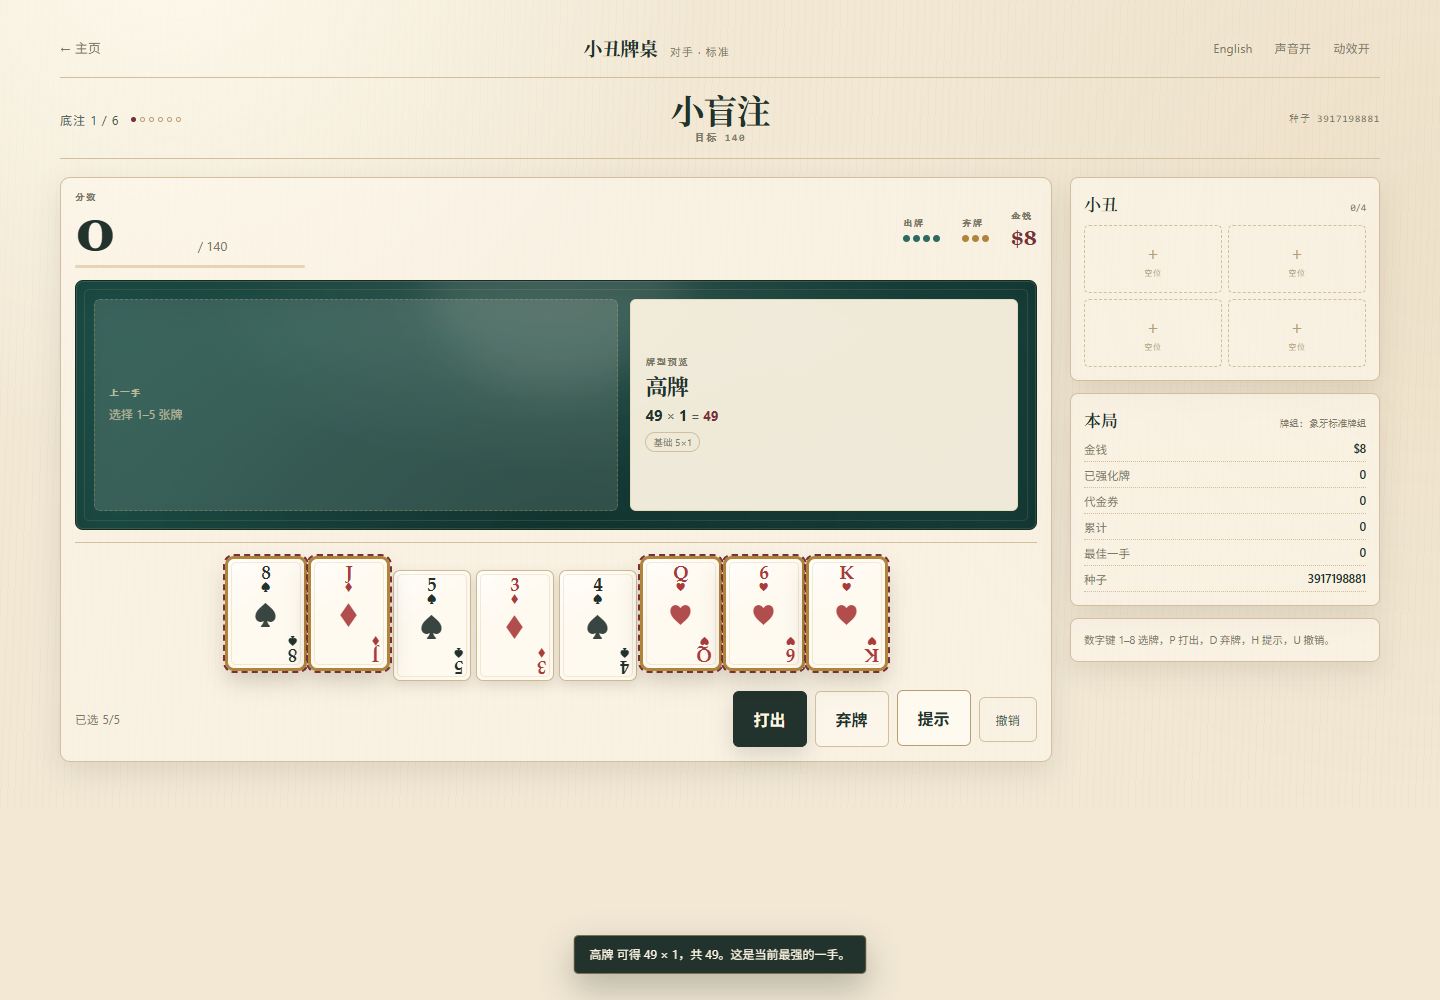 ← 主页
小丑牌桌 对手 · 标准
English 声音开 动效开
底注 1 / 6
小盲注
目标 140
种子 3917198881
分数
0 / 140
出牌
弃牌
金钱
$8
上一手
选择 1–5 张牌
牌型预览
高牌
49 × 1 = 49
基础 5×1
8
8
J
J
5
5
3
3
4
4
Q
Q
6
6
K
K
已选 5/5
打出
弃牌
提示
撤销
小丑
0/4
+
空位
+
空位
+
空位
+
空位
本局
牌组：象牙标准牌组
金钱 $8
已强化牌 0
代金券 0
累计 0
最佳一手 0
种子 3917198881
数字键 1–8 选牌，P 打出，D 弃牌，H 提示，U 撤销。
高牌 可得 49 × 1，共 49。这是当前最强的一手。